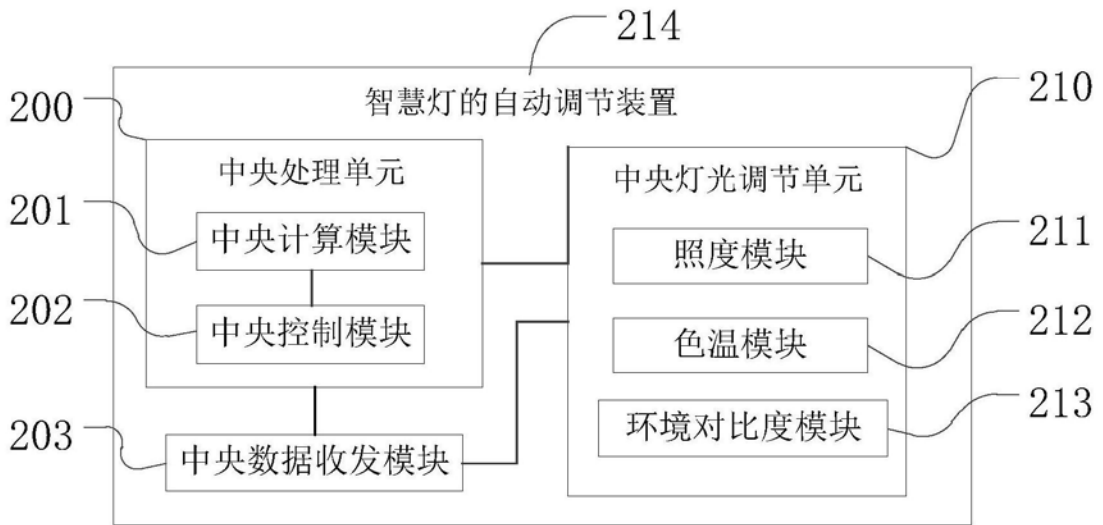 214
智慧灯的自动调节装置
200
210
中央处理单元
中央灯光调节单元
201
中央计算模块
照度模块
211
202
中央控制模块
色温模块
212
203
中央数据收发模块
环境对比度模块
213